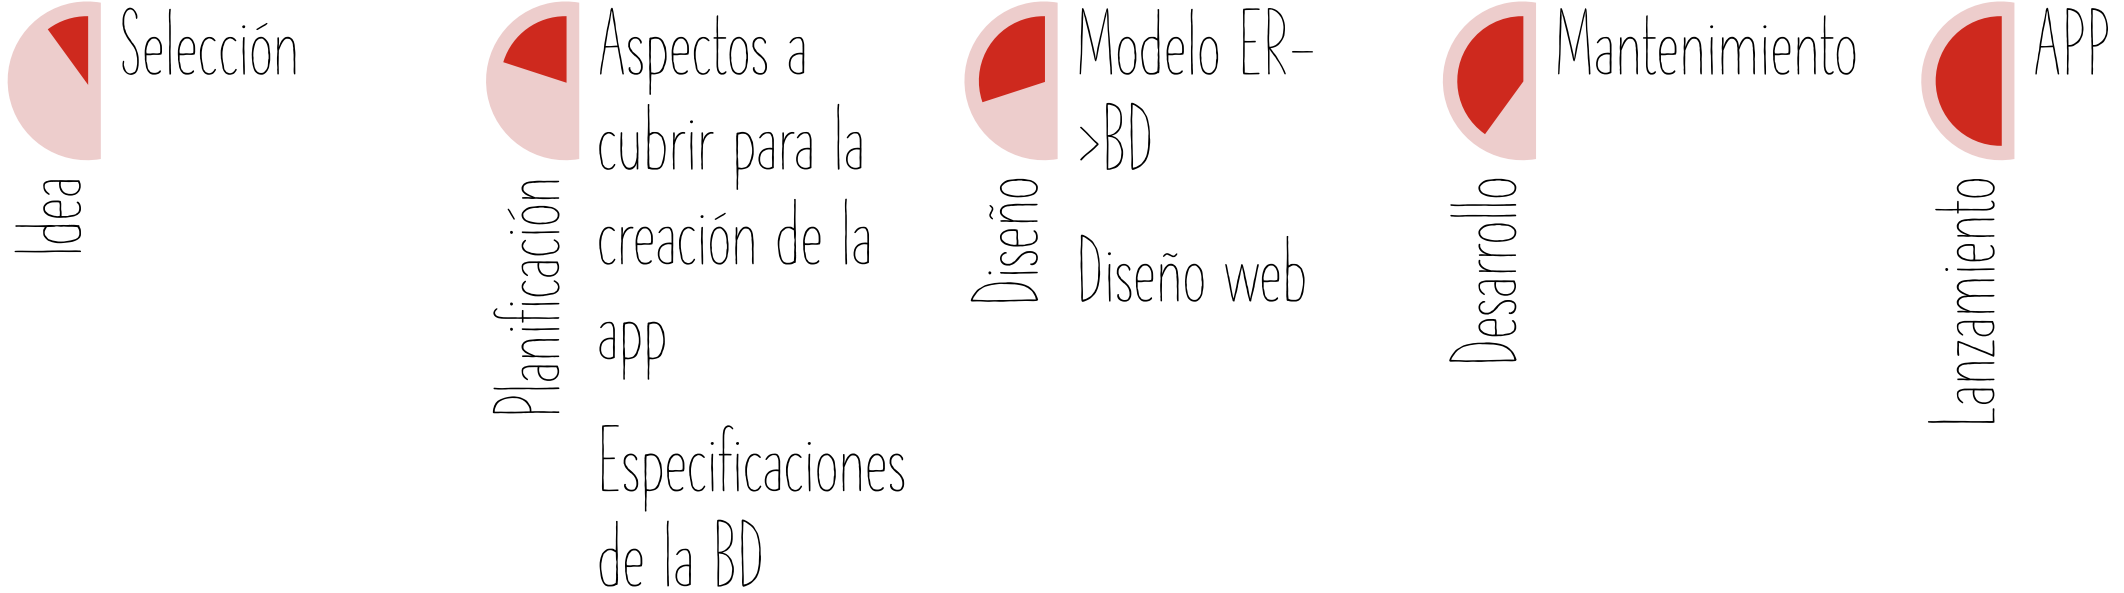 Idea
Selección
Planificación
Aspectos a
cubrir para la
creación de la
app
Especificaciones
de la BD
Diseño
Modelo ER-
>BD
Diseño web
Desarrollo
Mantenimiento
Lanzamiento
APP